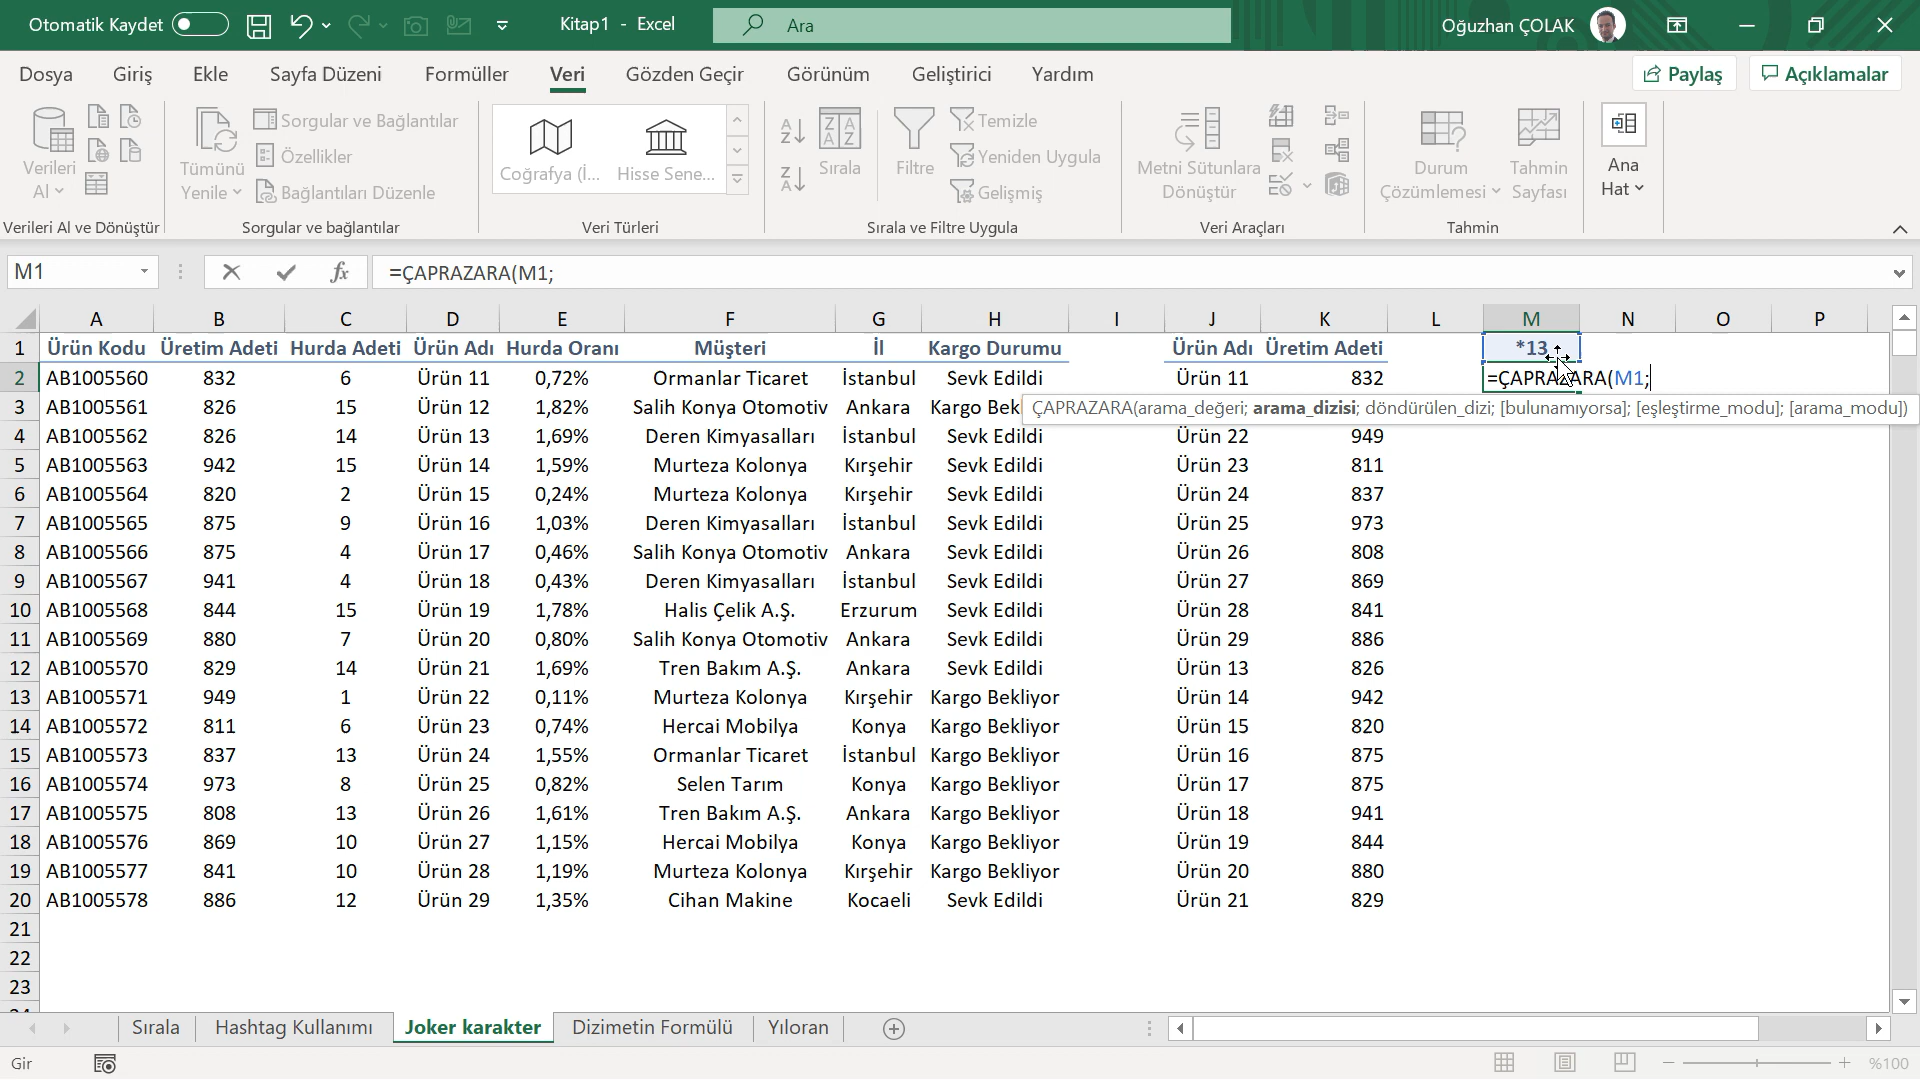 Otomatik Kaydet
Kitap1 - Excel
Ara
Oğuzhan ÇOLAK
Dosya Giriş Ekle Sayfa Düzeni Formüller Veri Gözden Geçir Görünüm Geliştirici Yardım
Paylaş Açıklamalar
Verileri Al
Tümünü Yenile
Sorgular ve Bağlantılar
Özellikler
Bağlantıları Düzenle
Coğrafya (İ... Hisse Sene...
Sırala
Filtre
Temizle
Yeniden Uygula
Gelişmiş
Metni Sütunlara Dönüştür
Durum Çözümlemesi
Tahmin Sayfası
Ana Hat
Verileri Al ve Dönüştür Sorgular ve bağlantılar Veri Türleri Sırala ve Filtre Uygula Veri Araçları Tahmin
M1 fx =ÇAPRAZARA(M1;
A B C D E F G H I J K L M N O P
1 Ürün Kodu Üretim Adeti Hurda Adeti Ürün Adı Hurda Oranı Müşteri İl Kargo Durumu Ürün Adı Üretim Adeti *13
2 AB1005560 832 6 Ürün 11 0,72% Ormanlar Ticaret İstanbul Sevk Edildi Ürün 11 832 =ÇAPRAZARA(M1;
3 AB1005561 826 15 Ürün 12 1,82% Salih Konya Otomotiv Ankara Kargo Bekl
ÇAPRAZARA(arama_değeri; arama_dizisi; döndürülen_dizi; [bulunamıyorsa]; [eşleştirme_modu]; [arama_modu])
4 AB1005562 826 14 Ürün 13 1,69% Deren Kimyasalları İstanbul Sevk Edildi Ürün 22 949
5 AB1005563 942 15 Ürün 14 1,59% Murteza Kolonya Kırşehir Sevk Edildi Ürün 23 811
6 AB1005564 820 2 Ürün 15 0,24% Murteza Kolonya Kırşehir Sevk Edildi Ürün 24 837
7 AB1005565 875 9 Ürün 16 1,03% Deren Kimyasalları İstanbul Sevk Edildi Ürün 25 973
8 AB1005566 875 4 Ürün 17 0,46% Salih Konya Otomotiv Ankara Sevk Edildi Ürün 26 808
9 AB1005567 941 4 Ürün 18 0,43% Deren Kimyasalları İstanbul Sevk Edildi Ürün 27 869
10 AB1005568 844 15 Ürün 19 1,78% Halis Çelik A.Ş. Erzurum Sevk Edildi Ürün 28 841
11 AB1005569 880 7 Ürün 20 0,80% Salih Konya Otomotiv Ankara Sevk Edildi Ürün 29 886
12 AB1005570 829 14 Ürün 21 1,69% Tren Bakım A.Ş. Ankara Sevk Edildi Ürün 13 826
13 AB1005571 949 1 Ürün 22 0,11% Murteza Kolonya Kırşehir Kargo Bekliyor Ürün 14 942
14 AB1005572 811 6 Ürün 23 0,74% Hercai Mobilya Konya Kargo Bekliyor Ürün 15 820
15 AB1005573 837 13 Ürün 24 1,55% Ormanlar Ticaret İstanbul Kargo Bekliyor Ürün 16 875
16 AB1005574 973 8 Ürün 25 0,82% Selen Tarım Konya Kargo Bekliyor Ürün 17 875
17 AB1005575 808 13 Ürün 26 1,61% Tren Bakım A.Ş. Ankara Kargo Bekliyor Ürün 18 941
18 AB1005576 869 10 Ürün 27 1,15% Hercai Mobilya Konya Kargo Bekliyor Ürün 19 844
19 AB1005577 841 10 Ürün 28 1,19% Murteza Kolonya Kırşehir Kargo Bekliyor Ürün 20 880
20 AB1005578 886 12 Ürün 29 1,35% Cihan Makine Kocaeli Sevk Edildi Ürün 21 829
21
22
23
Sırala Hashtag Kullanımı Joker karakter Dizimetin Formülü Yıloran
Gir %100